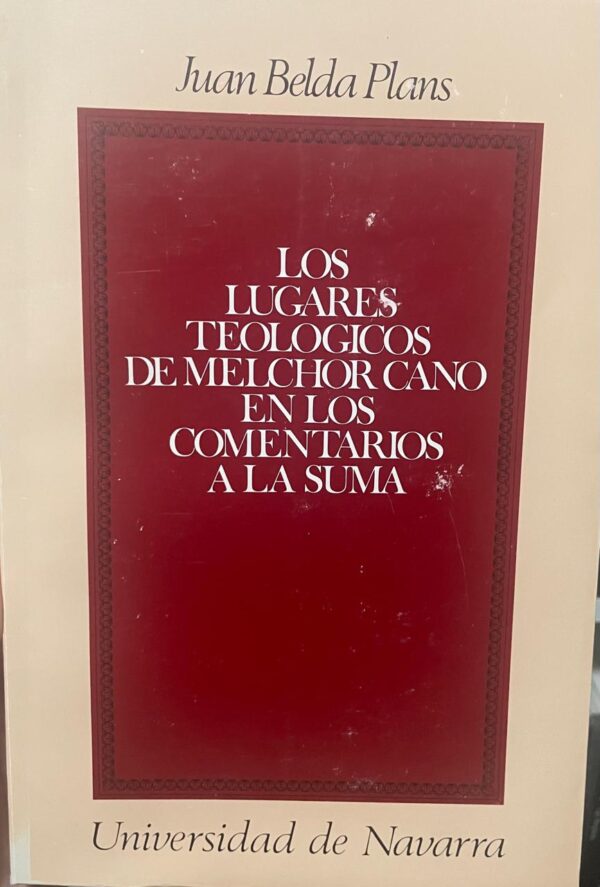 Juan Belda Plans
LOS
LUGARES
TEOLOGICOS
DE MELCHOR CANO
EN LOS
COMENTARIOS
A LA SUMA
Universidad de Navarra